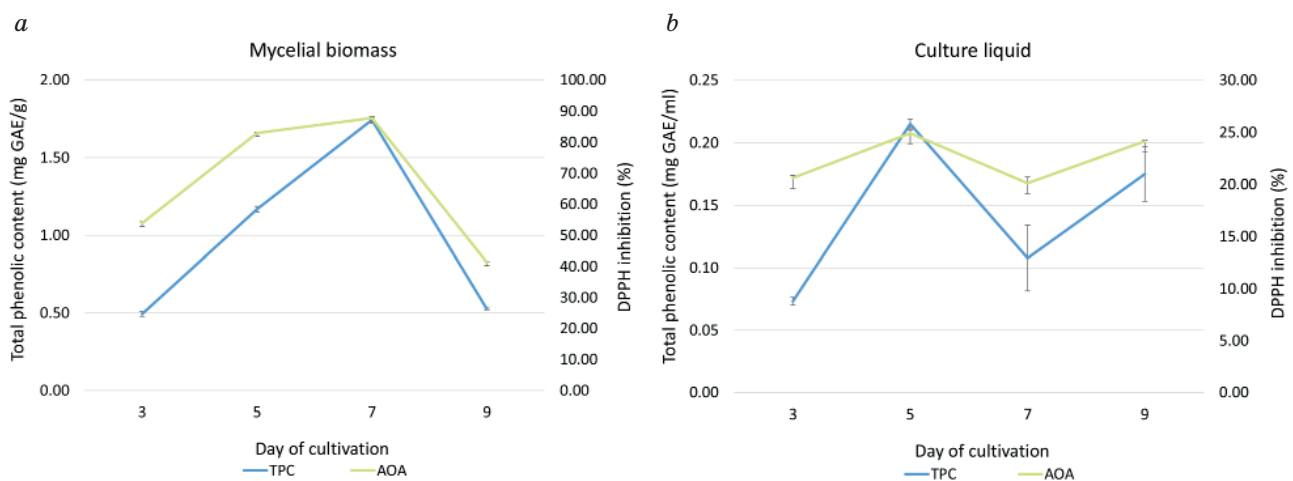 a
Mycelial biomass
Total phenolic content (mg GAE/g)
2.00
1.50
1.00
0.50
0.00
100.00
90.00
80.00
70.00
60.00
50.00
40.00
30.00
20.00
10.00
0.00
DPPH inhibition (%)
3 5 7 9
Day of cultivation
TPC AOA
b
Culture liquid
Total phenolic content (mg GAE/ml)
0.25
0.20
0.15
0.10
0.05
0.00
30.00
25.00
20.00
15.00
10.00
5.00
0.00
DPPH inhibition (%)
3 5 7 9
Day of cultivation
TPC AOA